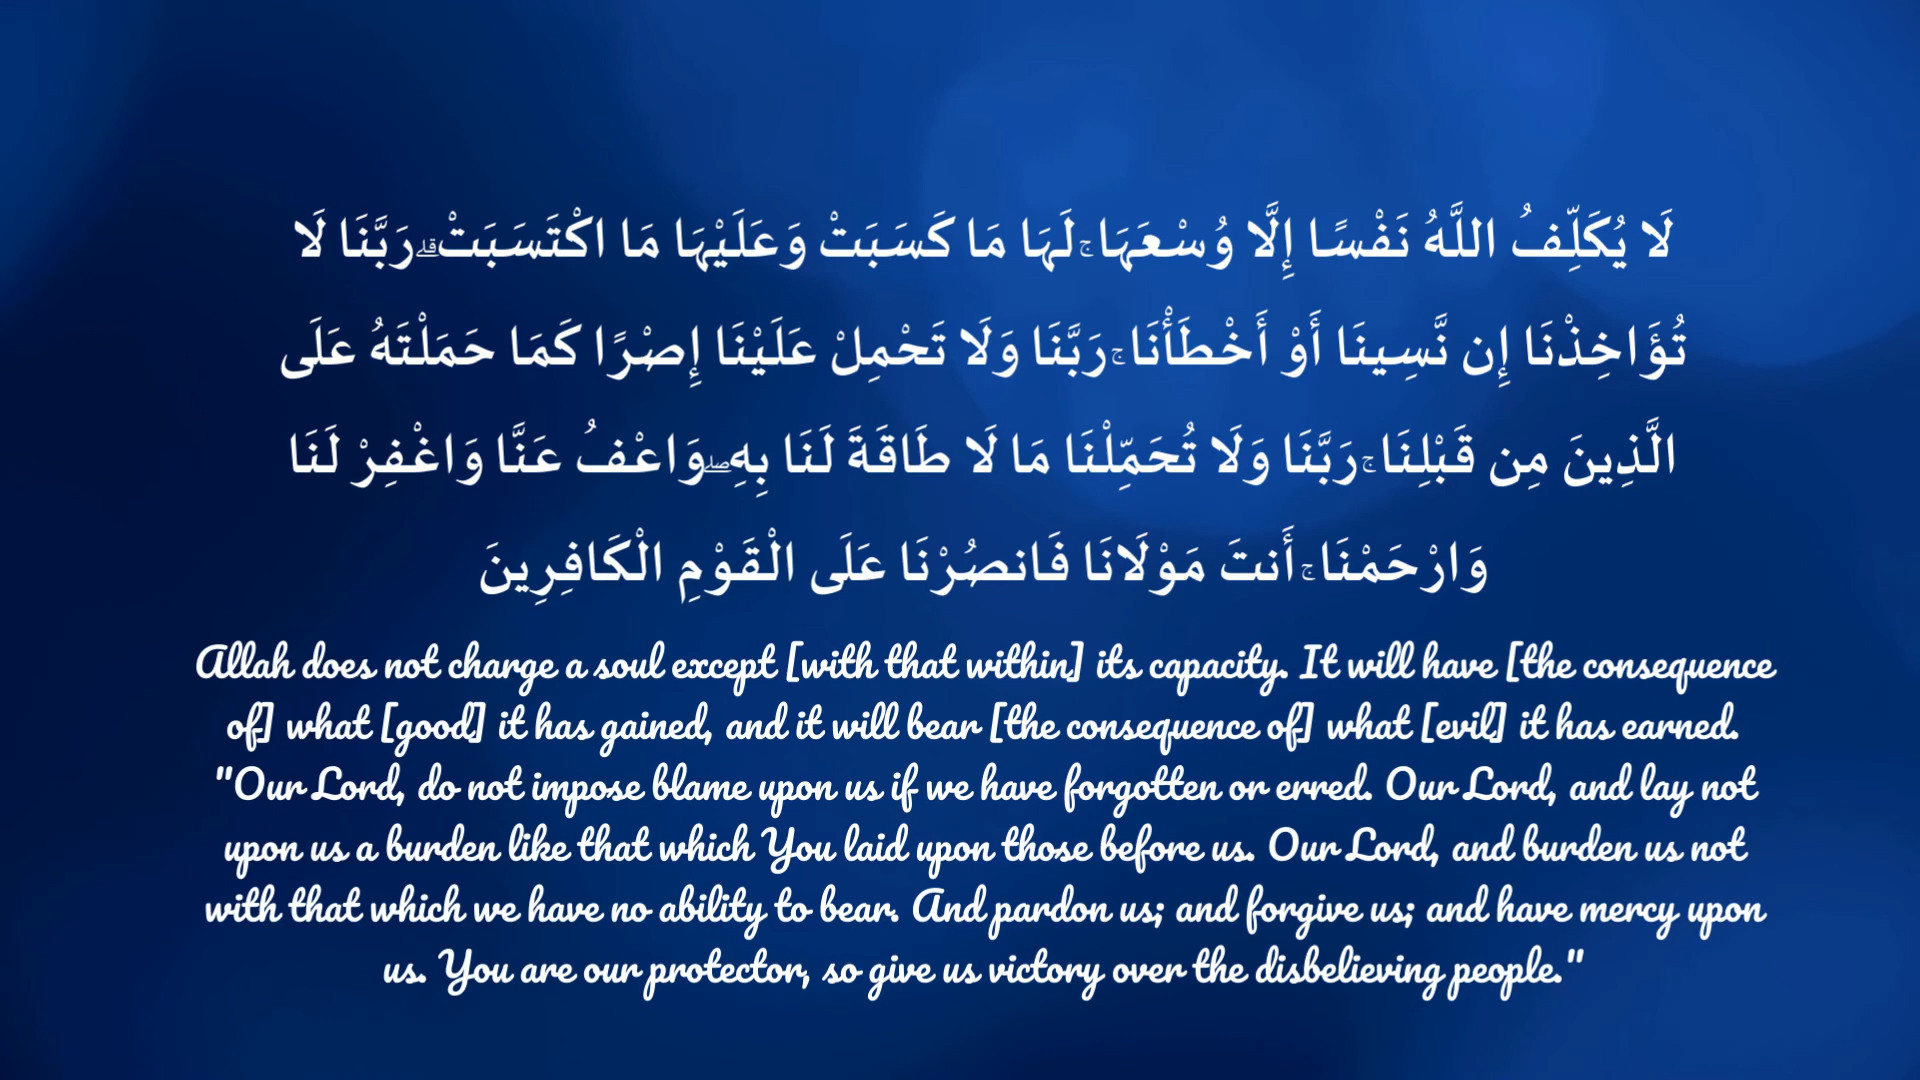 لَا يُكَلِّفُ اللَّهُ نَفْسًا إِلَّا وُسْعَهَا ۚ لَهَا مَا كَسَبَتْ وَعَلَيْهَا مَا اكْتَسَبَتْ ۗ رَبَّنَا لَا
تُؤَاخِذْنَا إِن نَّسِينَا أَوْ أَخْطَأْنَا ۚ رَبَّنَا وَلَا تَحْمِلْ عَلَيْنَا إِصْرًا كَمَا حَمَلْتَهُ عَلَى
الَّذِينَ مِن قَبْلِنَا ۚ رَبَّنَا وَلَا تُحَمِّلْنَا مَا لَا طَاقَةَ لَنَا بِهِ ۖ وَاعْفُ عَنَّا وَاغْفِرْ لَنَا
وَارْحَمْنَا ۚ أَنتَ مَوْلَانَا فَانصُرْنَا عَلَى الْقَوْمِ الْكَافِرِينَ
Allah does not charge a soul except [with that within] its capacity. It will have [the consequence
of] what [good] it has gained, and it will bear [the consequence of] what [evil] it has earned.
"Our Lord, do not impose blame upon us if we have forgotten or erred. Our Lord, and lay not
upon us a burden like that which You laid upon those before us. Our Lord, and burden us not
with that which we have no ability to bear. And pardon us; and forgive us; and have mercy upon
us. You are our protector, so give us victory over the disbelieving people."